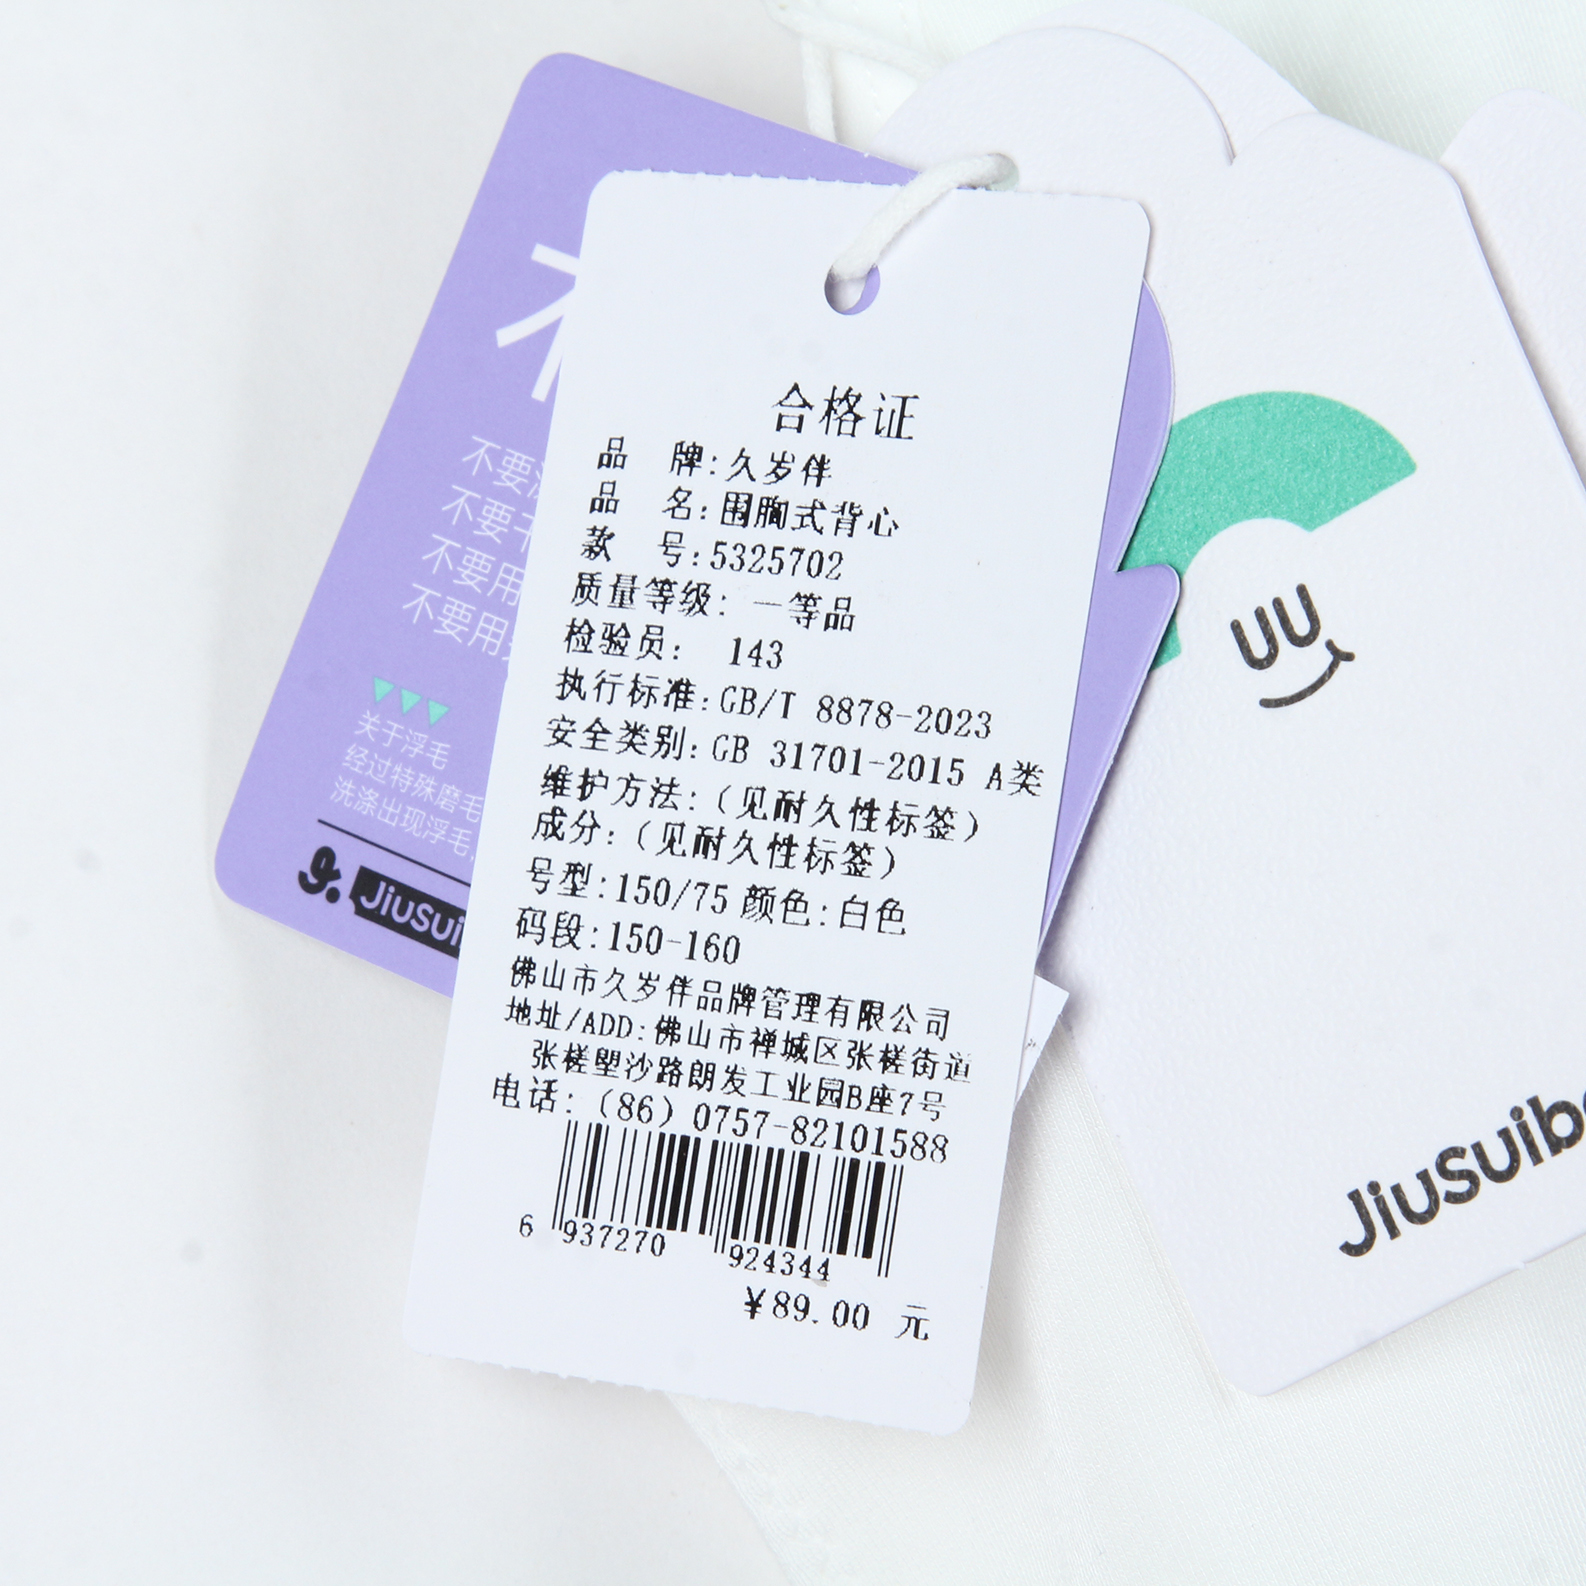 合格证
品 牌:久岁伴
品 名:围胸式背心
款 号:5325702
质量等级: 一等品
检验员: 143
执行标准:GB/T 8878-2023
安全类别:GB 31701-2015 A类
维护方法:(见耐久性标签)
成分:(见耐久性标签)
号型:150/75 颜色:白色
码段:150-160
佛山市久岁伴品牌管理有限公司
地址/ADD:佛山市禅城区张槎街道
张槎塱沙路朗发工业园B座7号
电话:(86)0757-82101588
6 937270 924344
¥89.00 元
不要
不要干
不要用
不要用
关于浮毛
经过特殊磨毛
洗涤出现浮毛,
Jiusui
Jiusuib